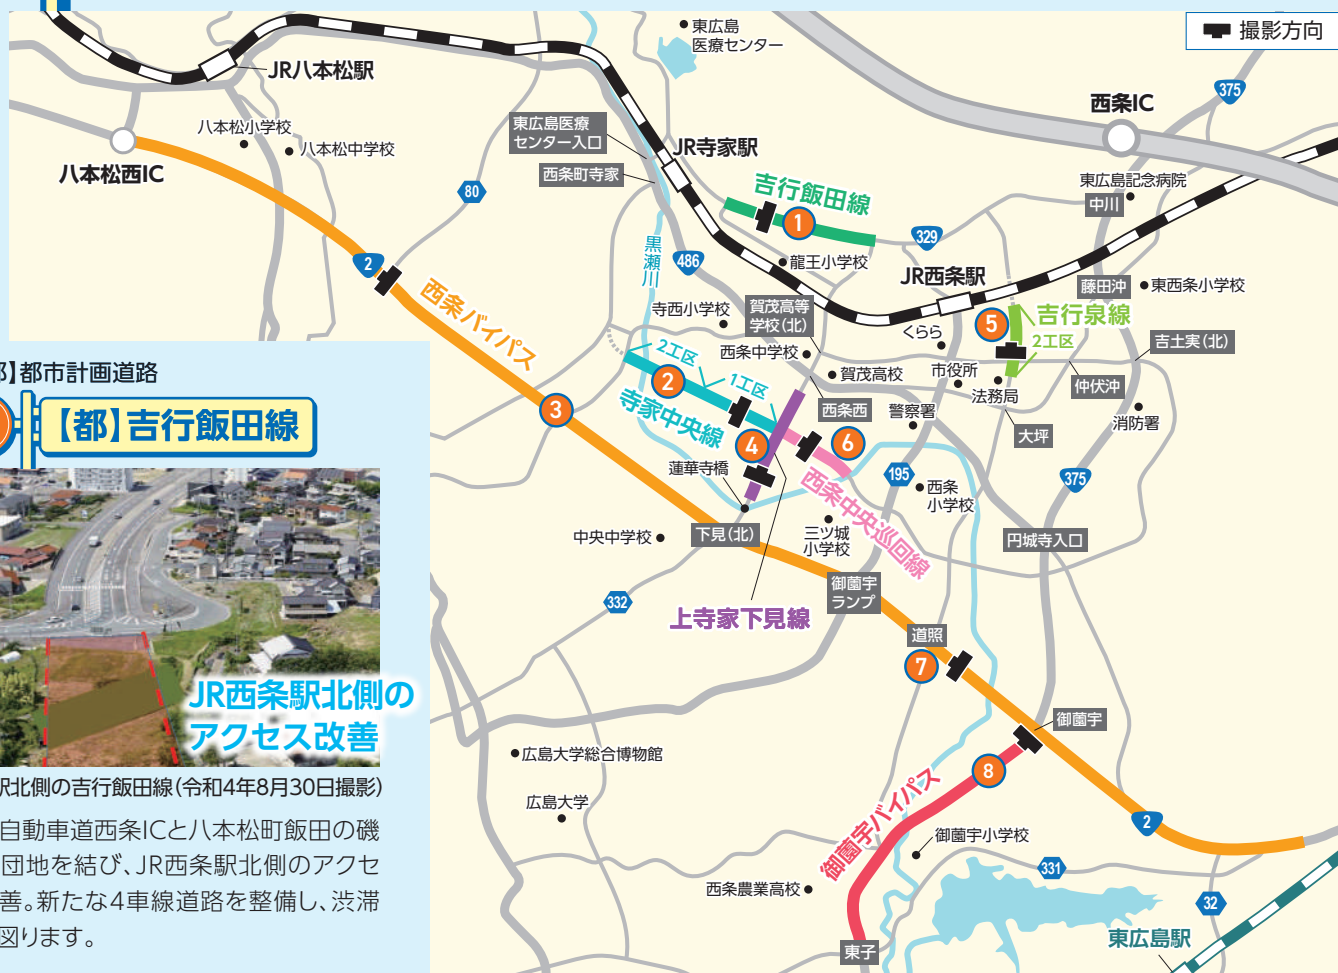 撮影方向
東広島
医療センター
JR八本松駅
西条IC
375
八本松小学校
八本松中学校
東広島医療
センター入口
JR寺家駅
八本松西IC
西条町寺家
80
吉行飯田線
東広島記念病院
中川
1
329
黒瀬川
2
486
龍王小学校
JR西条駅
藤田沖
東西条小学校
西条バイパス
寺西小学校
賀茂高等
学校(北)
くらら
5
吉行泉線
2工区
吉土実(北)
2工区
1工区
西条中学校
賀茂高校
市役所
法務局
仲伏沖
2
寺家中央線
3
西条西
警察署
大坪
消防署
4
6
蓮華寺橋
西条中央巡回線
195
西条
小学校
375
中央中学校
下見(北)
三ツ城
小学校
円城寺入口
332
御薗宇
ランプ
上寺家下見線
道照
7
御薗宇
広島大学総合博物館
8
広島大学
御薗宇バイパス
2
御薗宇小学校
331
西条農業高校
32
東子
東広島駅
】都市計画道路
【都】吉行飯田線
JR西条駅北側の
アクセス改善
駅北側の吉行飯田線(令和4年8月30日撮影)
自動車道西条ICと八本松町飯田の磯
団地を結び、JR西条駅北側のアクセ
善。新たな4車線道路を整備し、渋滞
図ります。